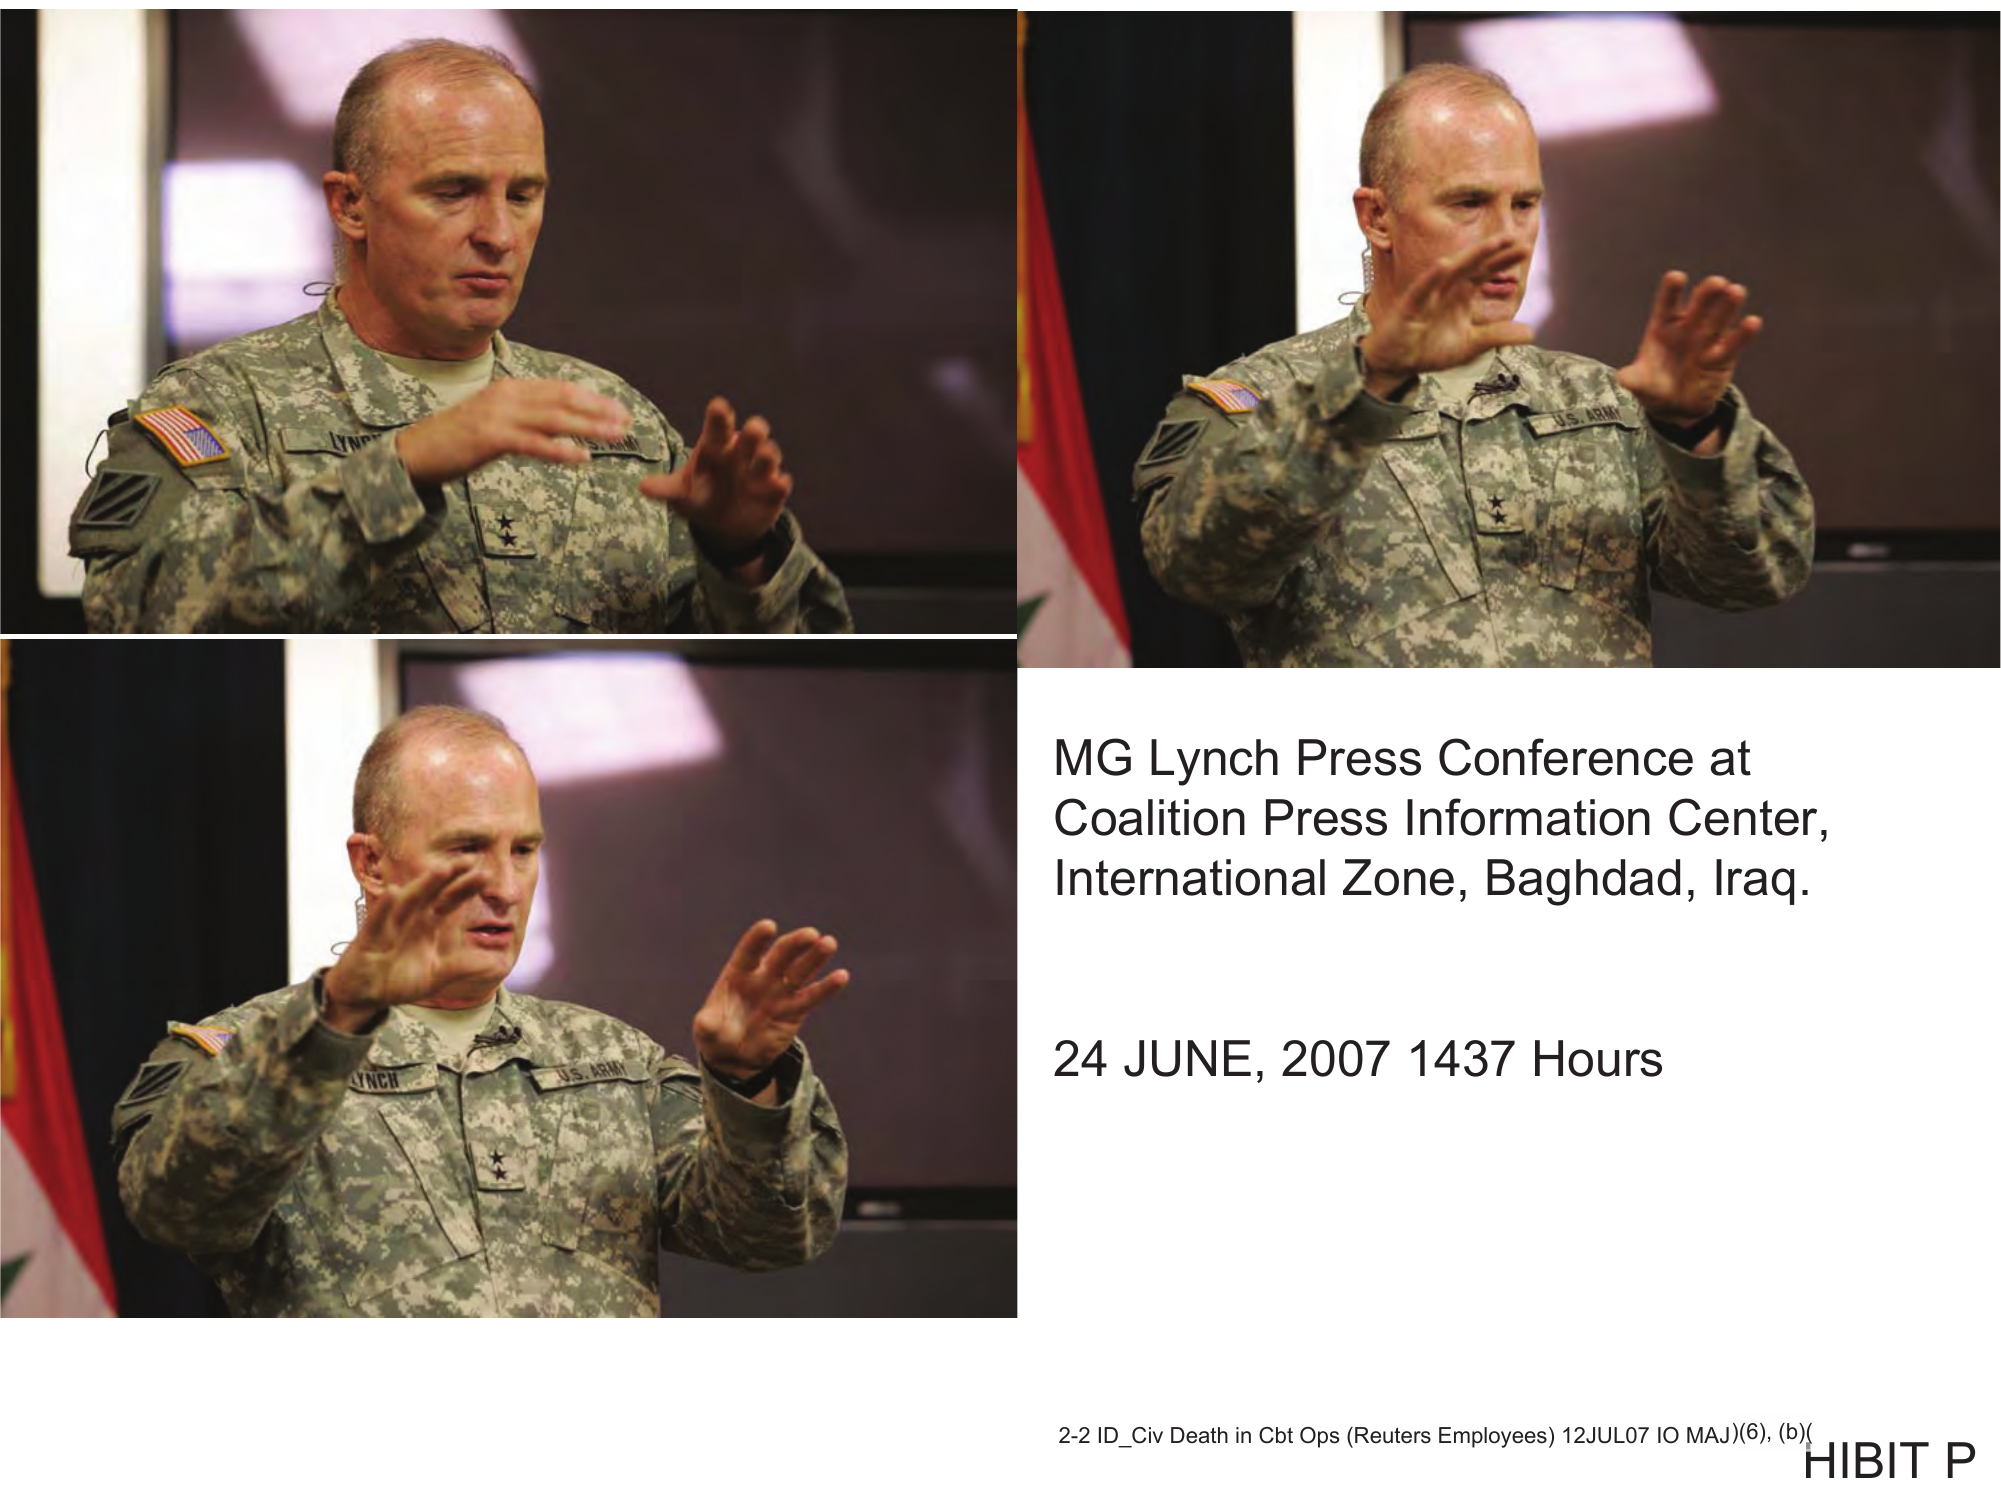 LYNC
U.S. ARMY
U.S. ARMY
LYNCH
U.S. ARMY
MG Lynch Press Conference at
Coalition Press Information Center,
International Zone, Baghdad, Iraq.
24 JUNE, 2007 1437 Hours
2-2 ID_Civ Death in Cbt Ops (Reuters Employees) 12JUL07 IO MAJ)(6), (b)(
HIBIT P